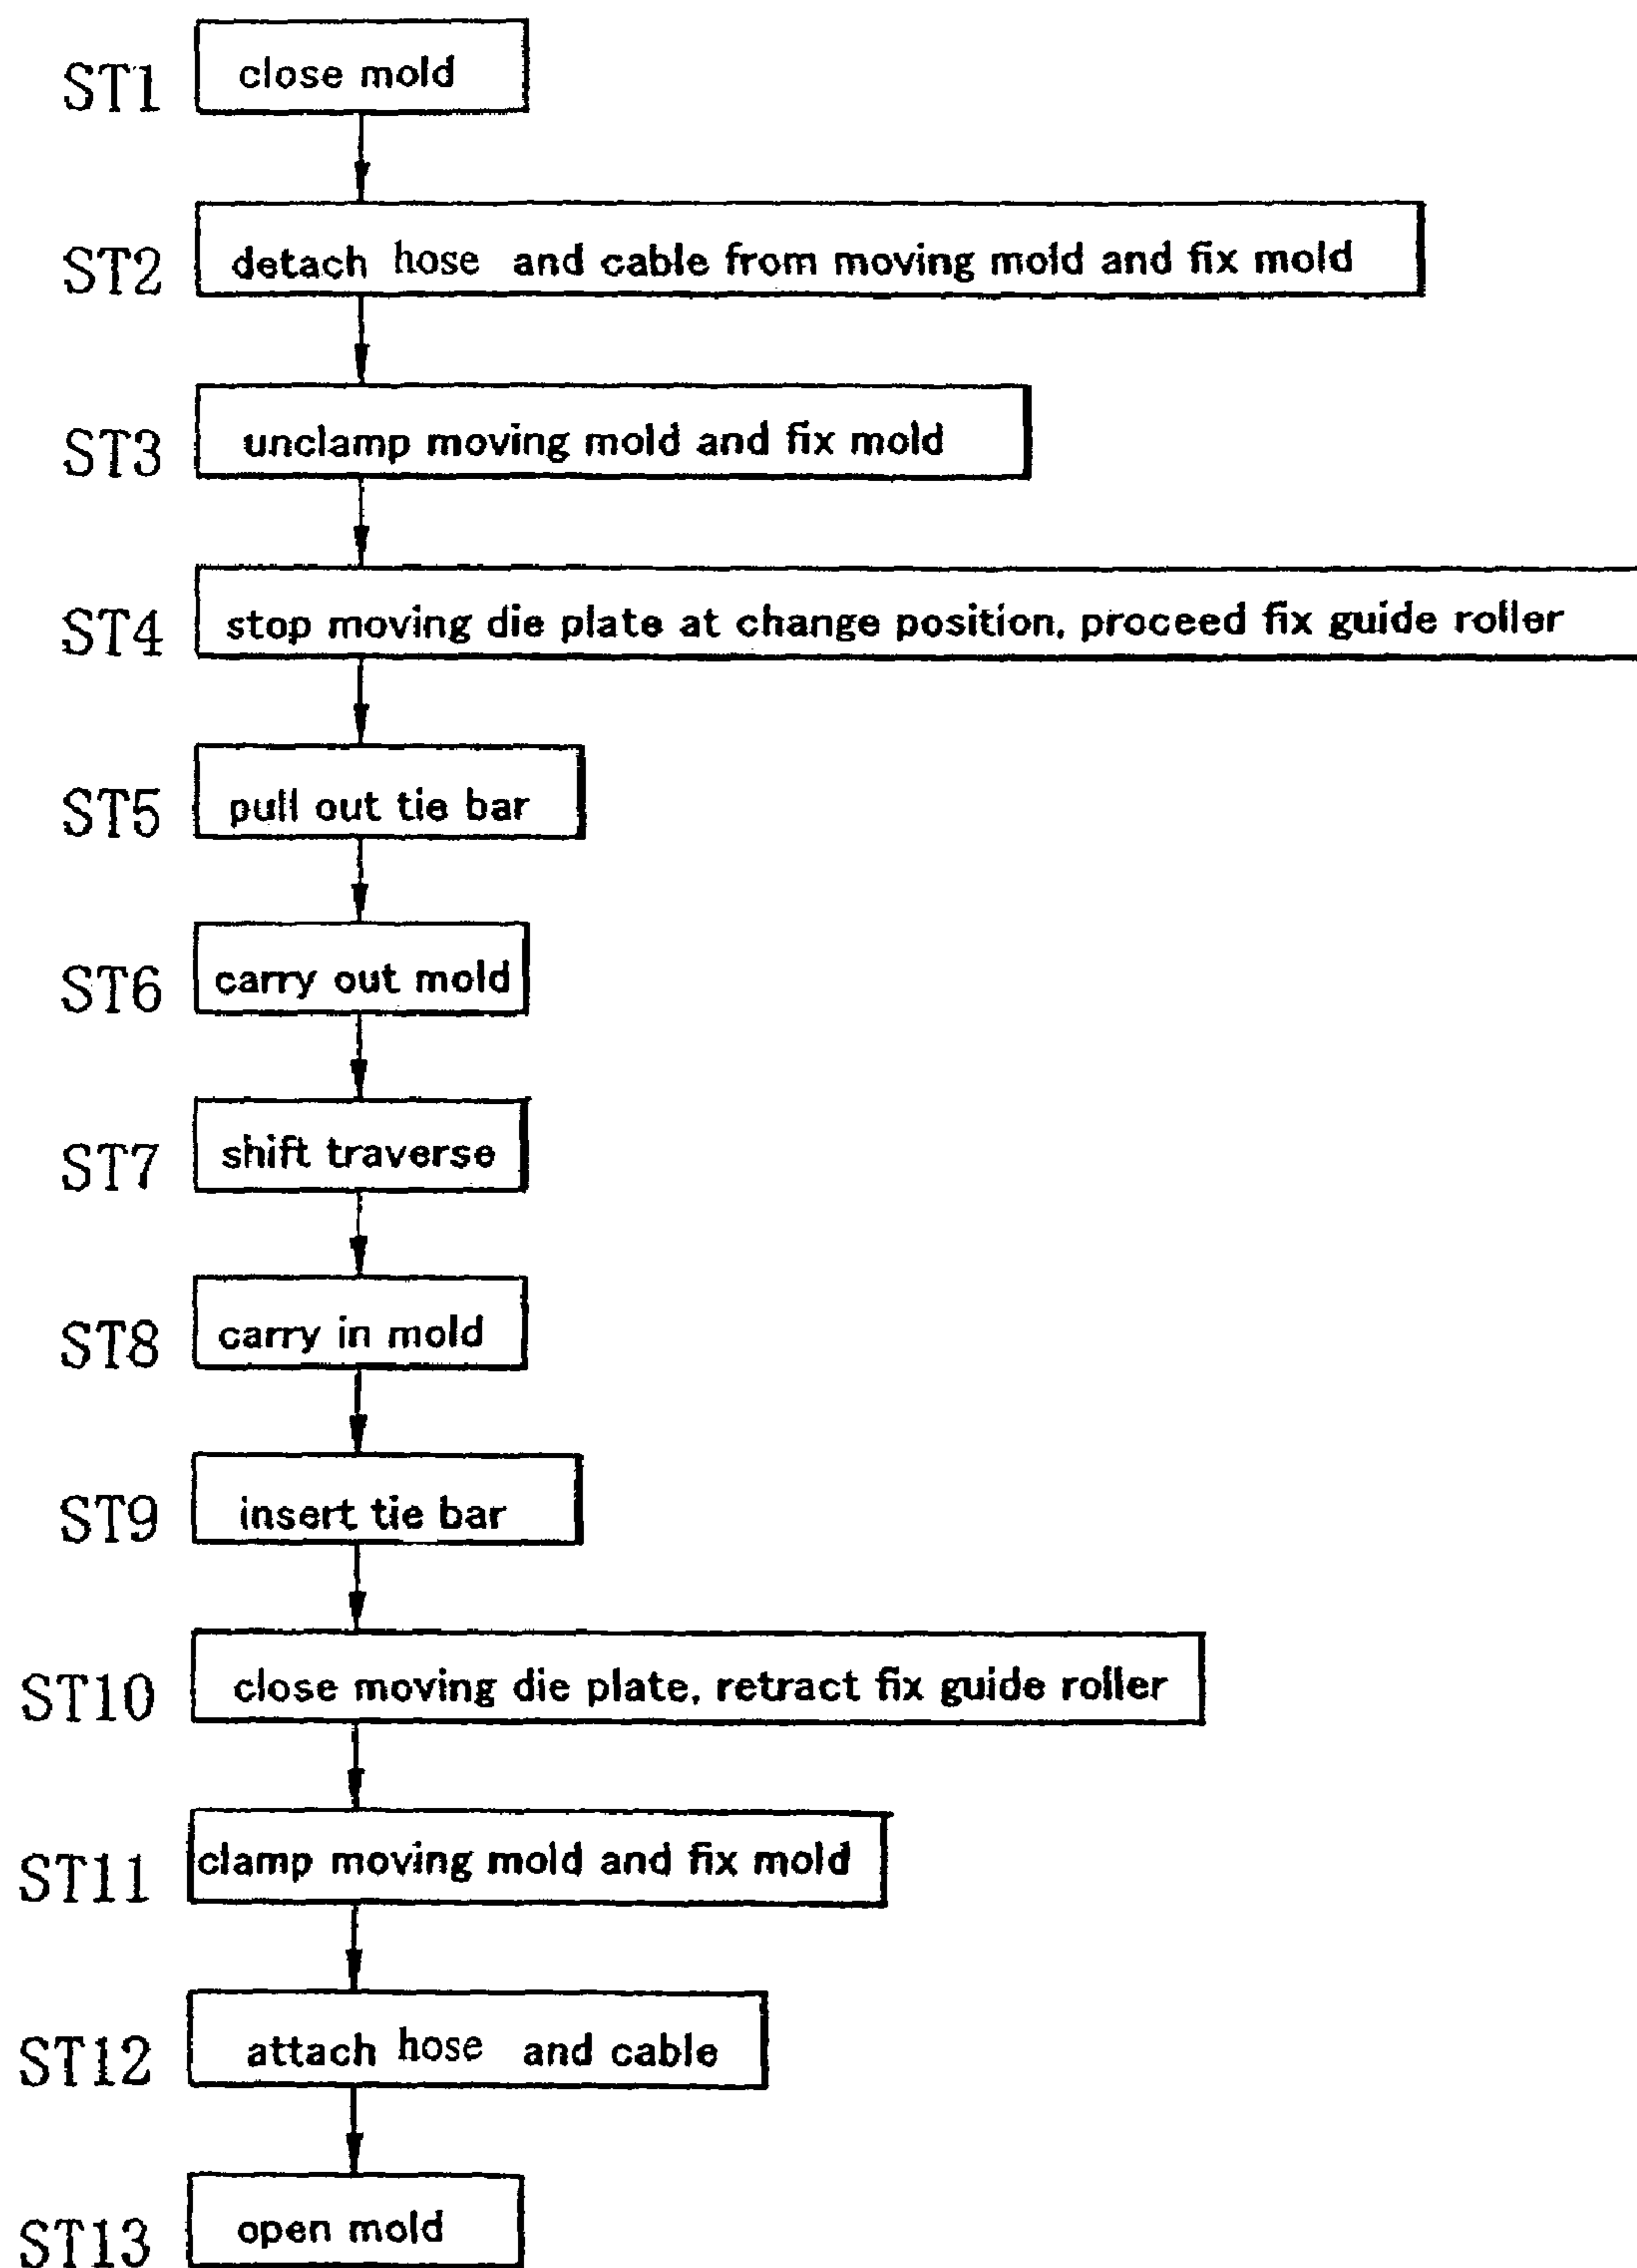 ST1 close mold
ST2 detach hose and cable from moving mold and fix mold
ST3 unclamp moving mold and fix mold
ST4 stop moving die plate at change position, proceed fix guide roller
ST5 pull out tie bar
ST6 carry out mold
ST7 shift traverse
ST8 carry in mold
ST9 insert tie bar
ST10 close moving die plate, retract fix guide roller
ST11 clamp moving mold and fix mold
ST12 attach hose and cable
ST13 open mold